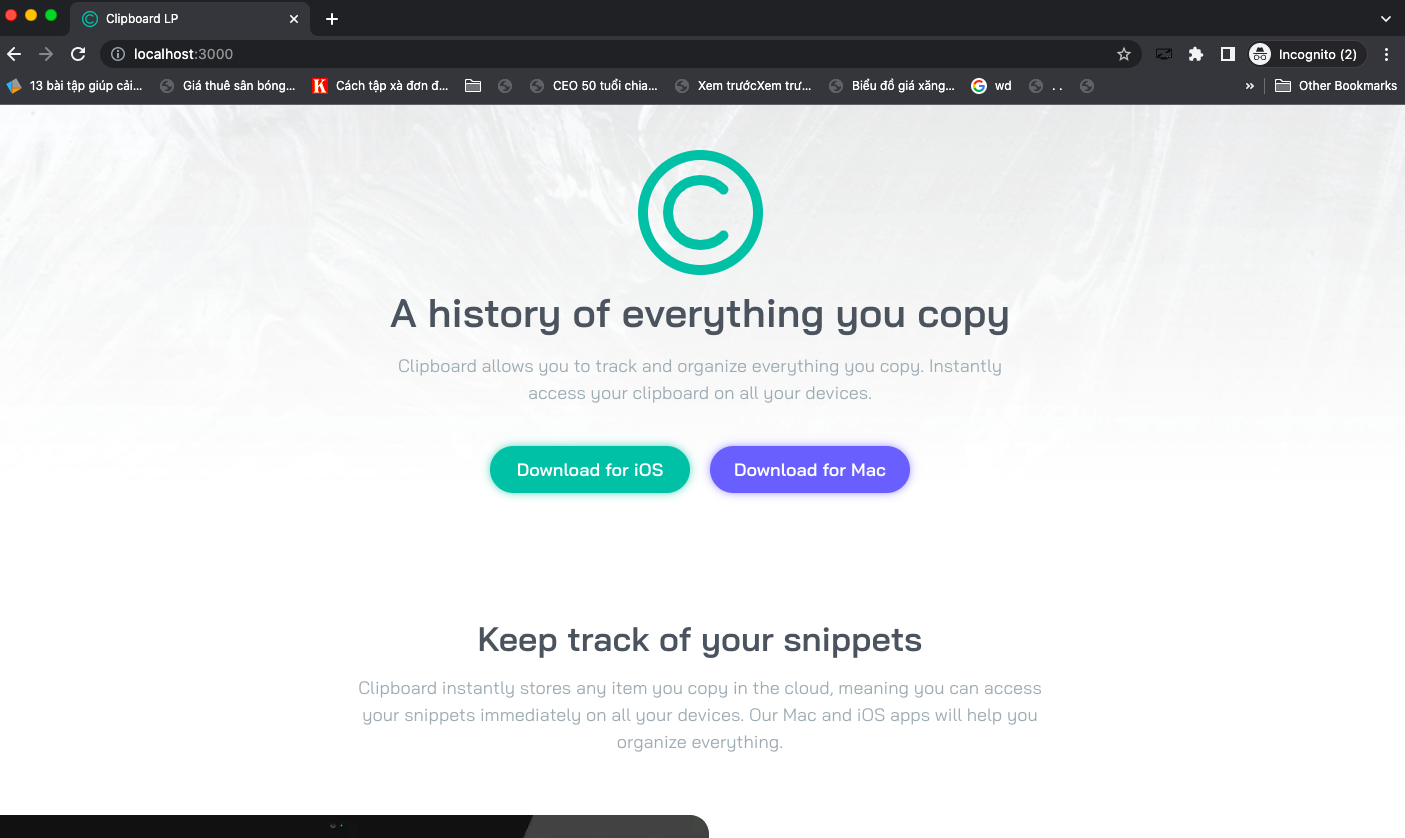 Clipboard LP
localhost:3000
Incognito (2)
13 bài tập giúp cải...
Giá thuê sân bóng...
Cách tập xà đơn đ...
CEO 50 tuổi chia...
Xem trướcXem trư...
Biểu đồ giá xăng...
wd
. .
»
Other Bookmarks
C
A history of everything you copy
Clipboard allows you to track and organize everything you copy. Instantly
access your clipboard on all your devices.
Download for iOS
Download for Mac
Keep track of your snippets
Clipboard instantly stores any item you copy in the cloud, meaning you can access
your snippets immediately on all your devices. Our Mac and iOS apps will help you
organize everything.